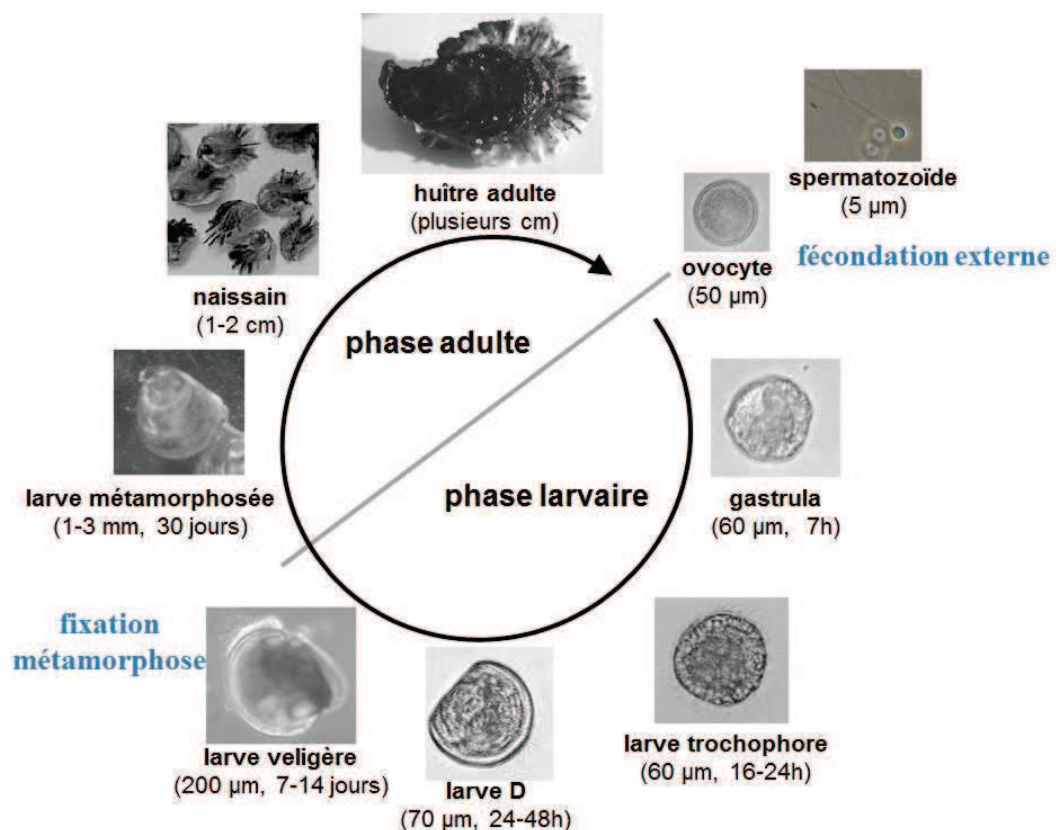 huître adulte
(plusieurs cm)
spermatozoïde
(5 µm)
ovocyte
(50 µm)
fécondation externe
naissain
(1-2 cm)
phase adulte
larve métamorphosée
(1-3 mm, 30 jours)
phase larvaire
gastrula
(60 µm, 7h)
fixation
métamorphose
larve veligère
(200 µm, 7-14 jours)
larve D
(70 µm, 24-48h)
larve trochophore
(60 µm, 16-24h)